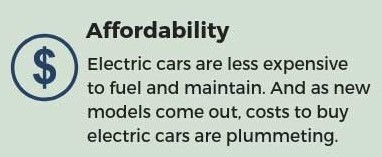 Affordability
$
Electric cars are less expensive
to fuel and maintain. And as new
models come out, costs to buy
electric cars are plummeting.